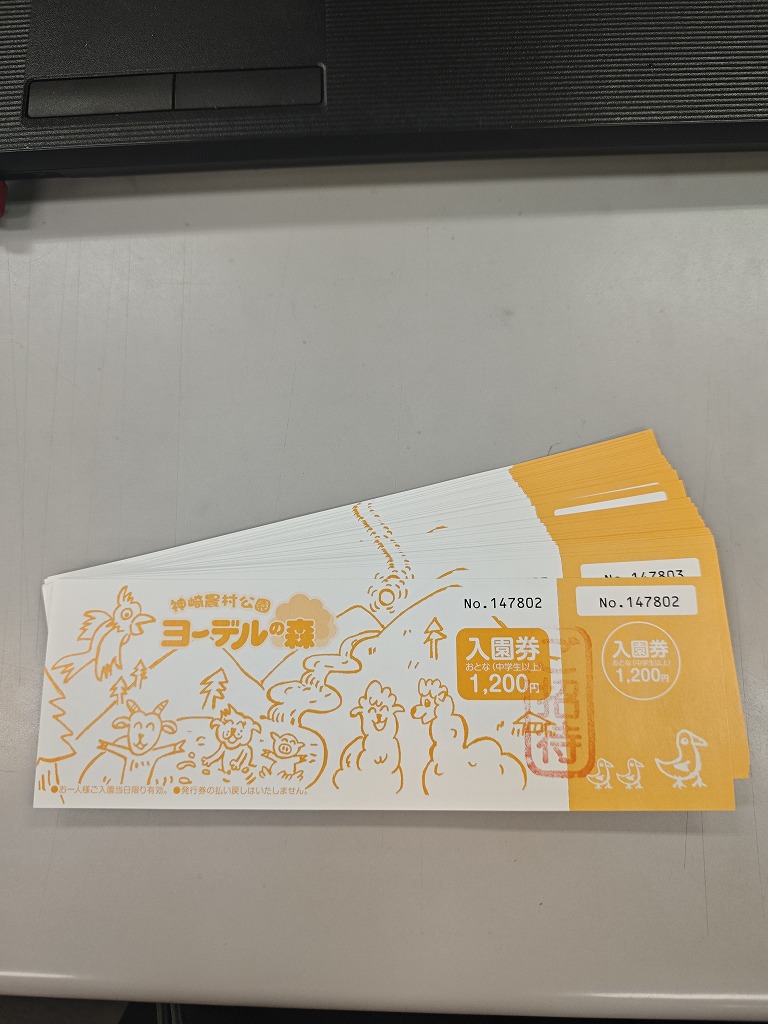 No.147803
神崎農村公園
ヨーデルの森
No.147802
No.147802
入園券
おとな(中学生以上)
1,200円
入園券
おとな(中学生以上)
1,200円
ご招待
●お一人様ご入園当日限り有効。 ●発行券の払い戻しはいたしません。